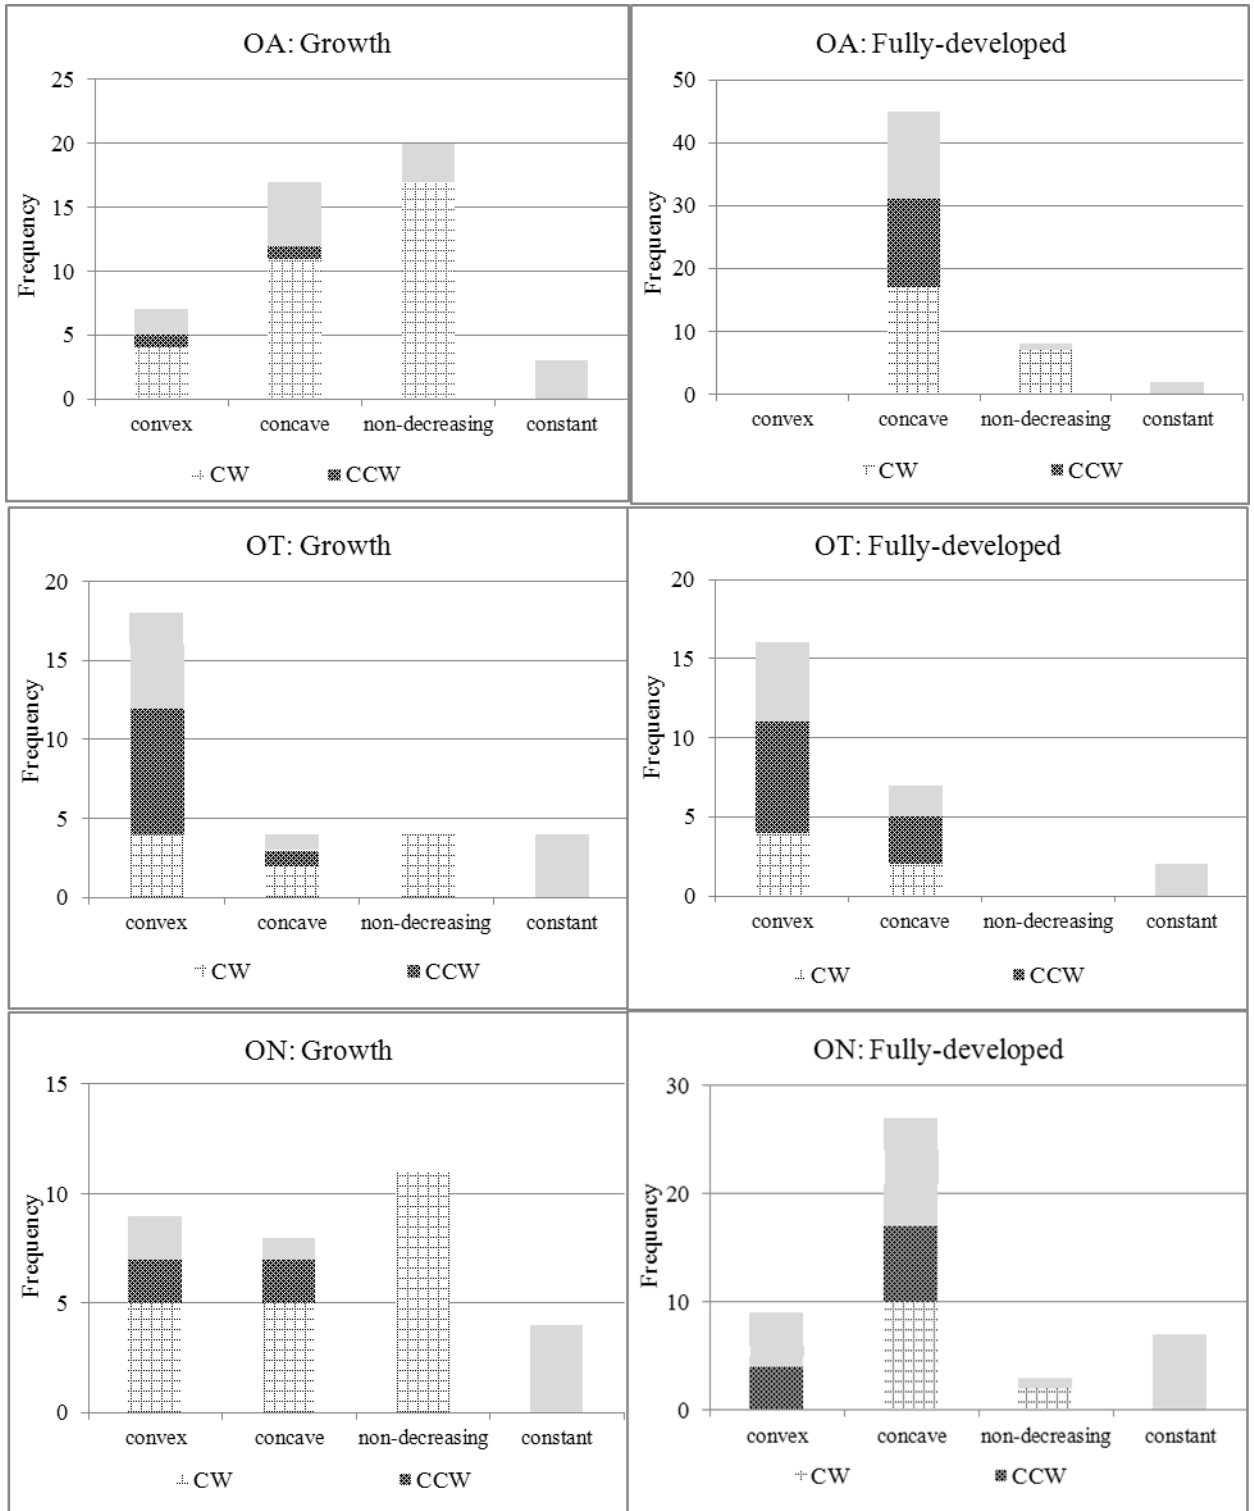 OA: Growth
25
20
15
10
5
0
Frequency
convex concave non-decreasing constant
CW CCW
OA: Fully-developed
50
40
30
20
10
0
Frequency
convex concave non-decreasing constant
CW CCW
OT: Growth
20
15
10
5
0
Frequency
convex concave non-decreasing constant
CW CCW
OT: Fully-developed
20
15
10
5
0
Frequency
convex concave non-decreasing constant
CW CCW
ON: Growth
15
10
5
0
Frequency
convex concave non-decreasing constant
CW CCW
ON: Fully-developed
30
20
10
0
Frequency
convex concave non-decreasing constant
CW CCW